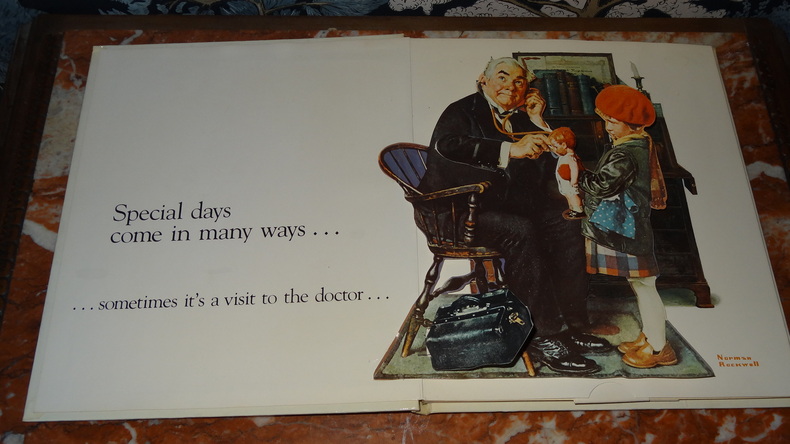 Special days
come in many ways . . .
. . . sometimes it's a visit to the doctor . . .
Norman
Rockwell